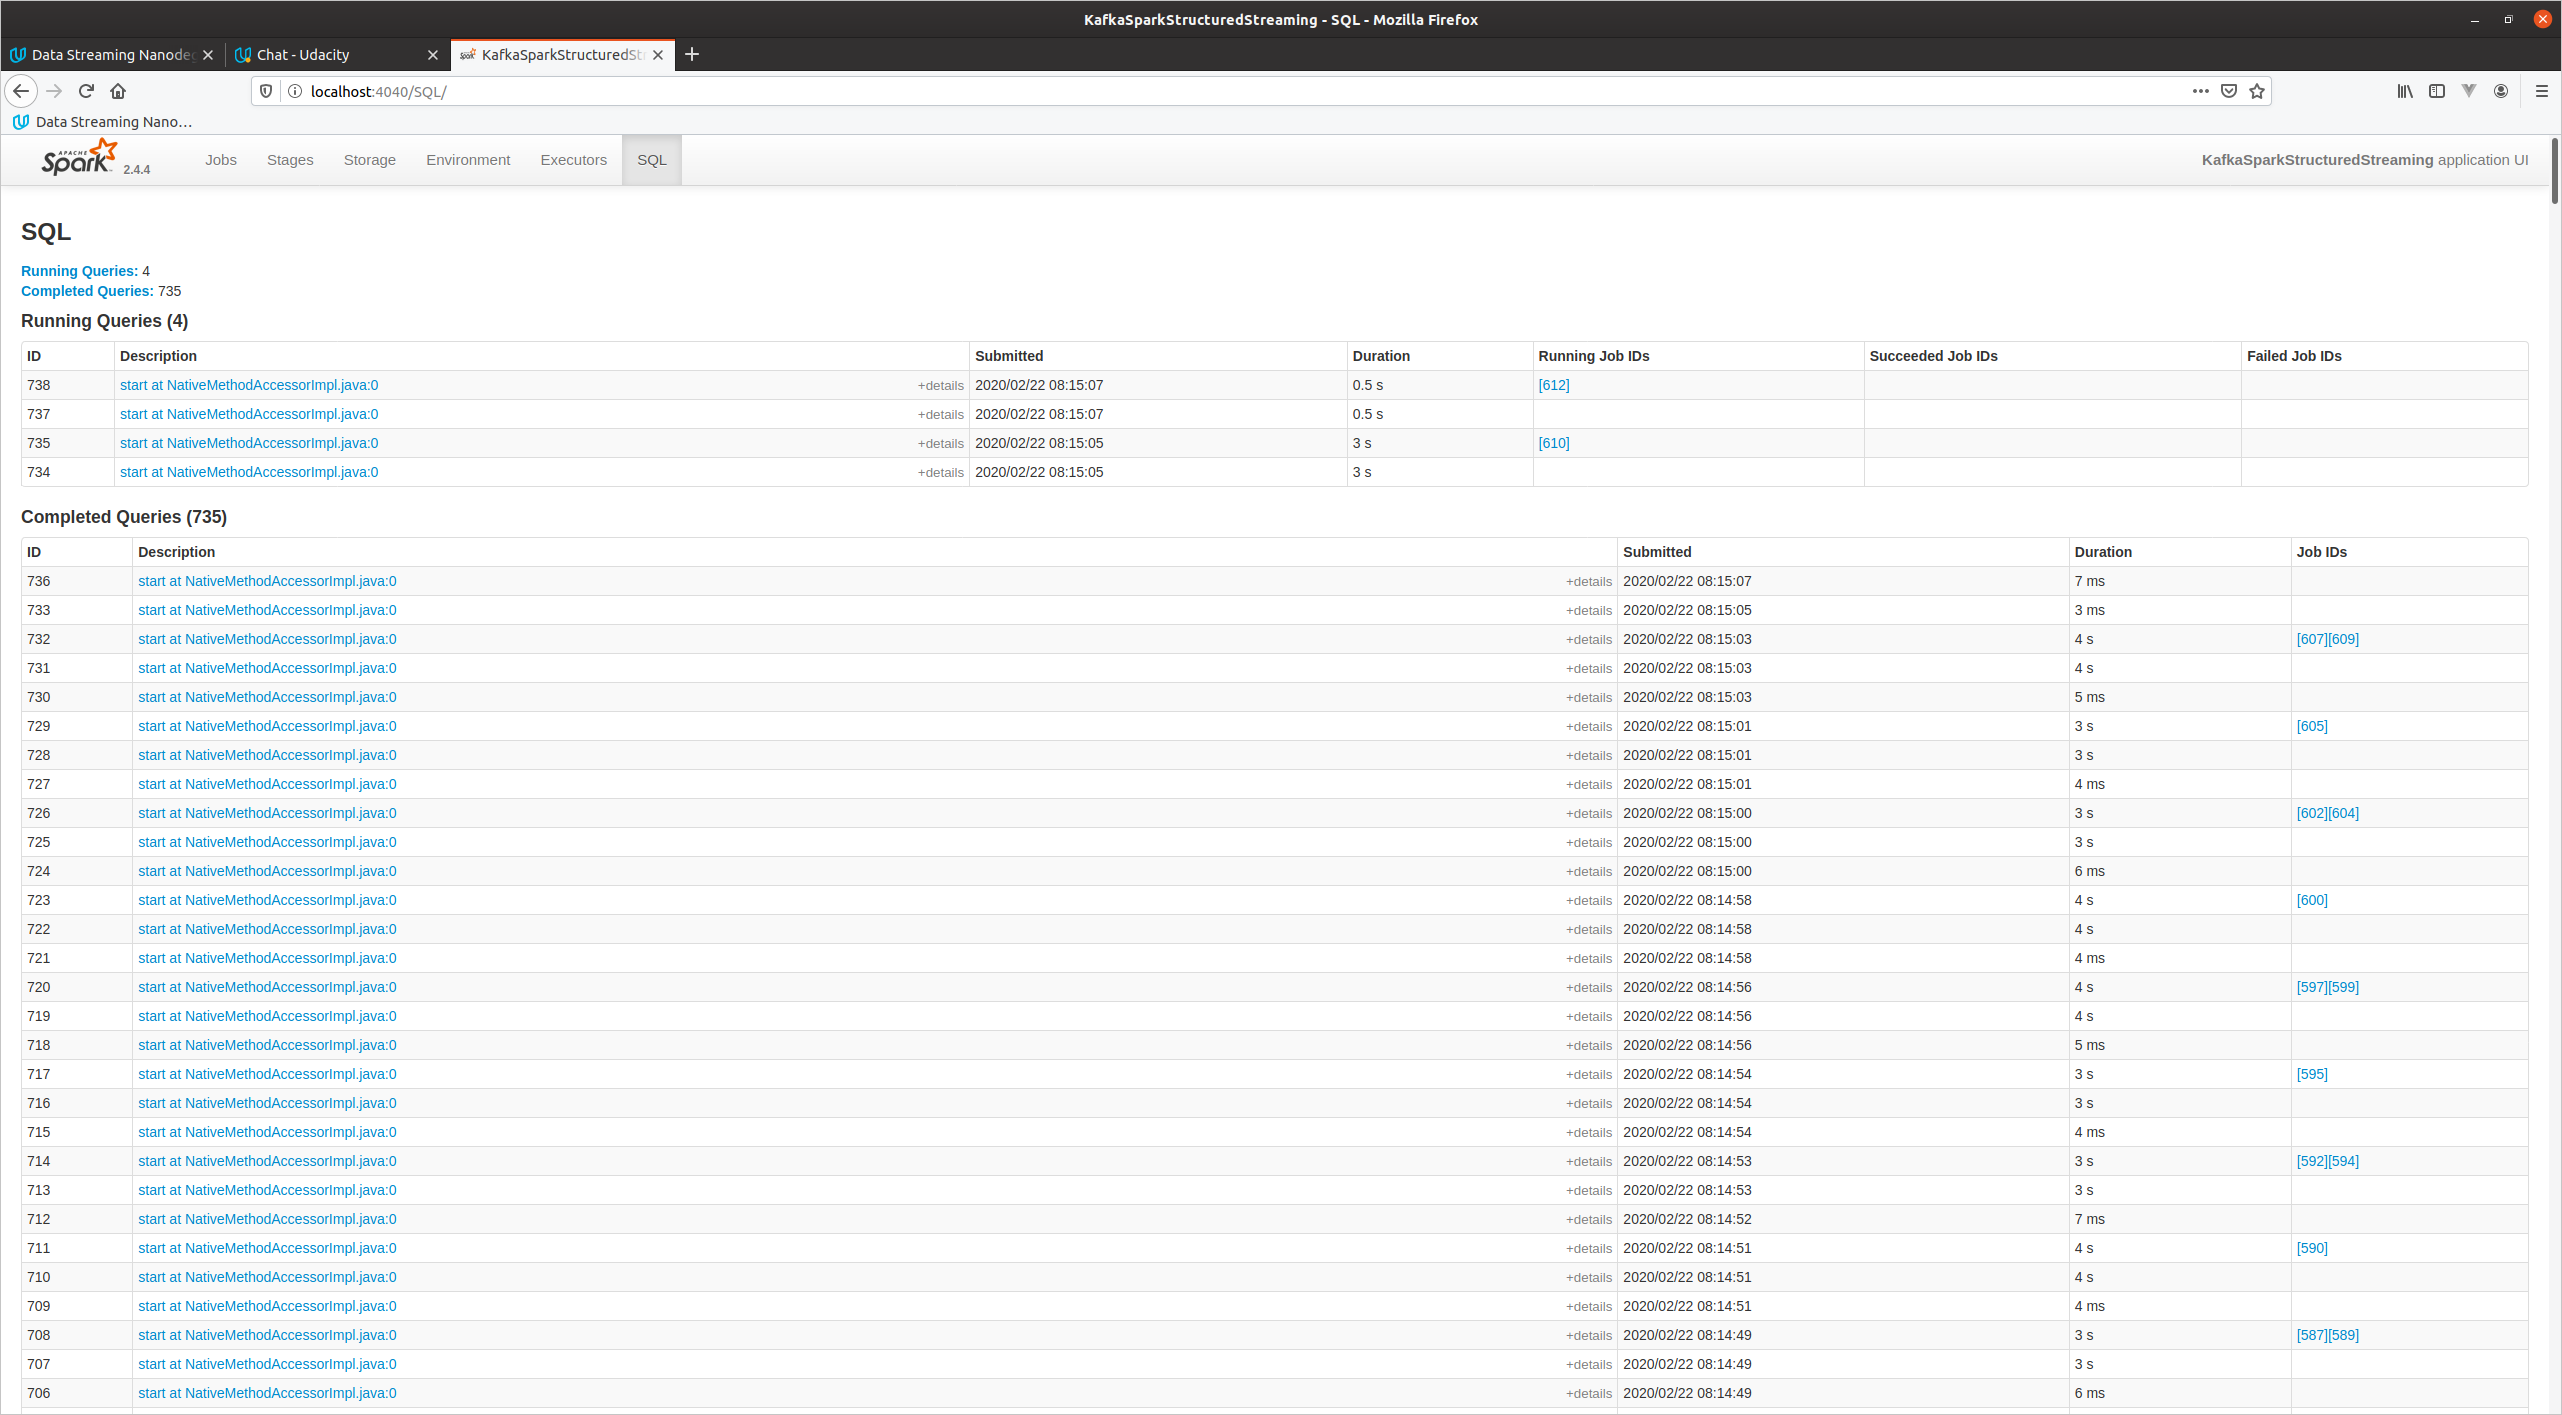 KafkaSparkStructuredStreaming - SQL - Mozilla Firefox
Data Streaming Nanode
Chat - Udacity
KafkaSparkStructuredSt
localhost:4040/SQL/
Data Streaming Nano…
APACHE Spark 2.4.4
Jobs Stages Storage Environment Executors SQL
KafkaSparkStructuredStreaming application UI
SQL
Running Queries: 4
Completed Queries: 735
Running Queries (4)
ID Description Submitted Duration Running Job IDs Succeeded Job IDs Failed Job IDs
738 start at NativeMethodAccessorImpl.java:0 +details 2020/02/22 08:15:07 0.5 s [612]
737 start at NativeMethodAccessorImpl.java:0 +details 2020/02/22 08:15:07 0.5 s
735 start at NativeMethodAccessorImpl.java:0 +details 2020/02/22 08:15:05 3 s [610]
734 start at NativeMethodAccessorImpl.java:0 +details 2020/02/22 08:15:05 3 s
Completed Queries (735)
ID Description Submitted Duration Job IDs
736 start at NativeMethodAccessorImpl.java:0 +details 2020/02/22 08:15:07 7 ms
733 start at NativeMethodAccessorImpl.java:0 +details 2020/02/22 08:15:05 3 ms
732 start at NativeMethodAccessorImpl.java:0 +details 2020/02/22 08:15:03 4 s [607][609]
731 start at NativeMethodAccessorImpl.java:0 +details 2020/02/22 08:15:03 4 s
730 start at NativeMethodAccessorImpl.java:0 +details 2020/02/22 08:15:03 5 ms
729 start at NativeMethodAccessorImpl.java:0 +details 2020/02/22 08:15:01 3 s [605]
728 start at NativeMethodAccessorImpl.java:0 +details 2020/02/22 08:15:01 3 s
727 start at NativeMethodAccessorImpl.java:0 +details 2020/02/22 08:15:01 4 ms
726 start at NativeMethodAccessorImpl.java:0 +details 2020/02/22 08:15:00 3 s [602][604]
725 start at NativeMethodAccessorImpl.java:0 +details 2020/02/22 08:15:00 3 s
724 start at NativeMethodAccessorImpl.java:0 +details 2020/02/22 08:15:00 6 ms
723 start at NativeMethodAccessorImpl.java:0 +details 2020/02/22 08:14:58 4 s [600]
722 start at NativeMethodAccessorImpl.java:0 +details 2020/02/22 08:14:58 4 s
721 start at NativeMethodAccessorImpl.java:0 +details 2020/02/22 08:14:58 4 ms
720 start at NativeMethodAccessorImpl.java:0 +details 2020/02/22 08:14:56 4 s [597][599]
719 start at NativeMethodAccessorImpl.java:0 +details 2020/02/22 08:14:56 4 s
718 start at NativeMethodAccessorImpl.java:0 +details 2020/02/22 08:14:56 5 ms
717 start at NativeMethodAccessorImpl.java:0 +details 2020/02/22 08:14:54 3 s [595]
716 start at NativeMethodAccessorImpl.java:0 +details 2020/02/22 08:14:54 3 s
715 start at NativeMethodAccessorImpl.java:0 +details 2020/02/22 08:14:54 4 ms
714 start at NativeMethodAccessorImpl.java:0 +details 2020/02/22 08:14:53 3 s [592][594]
713 start at NativeMethodAccessorImpl.java:0 +details 2020/02/22 08:14:53 3 s
712 start at NativeMethodAccessorImpl.java:0 +details 2020/02/22 08:14:52 7 ms
711 start at NativeMethodAccessorImpl.java:0 +details 2020/02/22 08:14:51 4 s [590]
710 start at NativeMethodAccessorImpl.java:0 +details 2020/02/22 08:14:51 4 s
709 start at NativeMethodAccessorImpl.java:0 +details 2020/02/22 08:14:51 4 ms
708 start at NativeMethodAccessorImpl.java:0 +details 2020/02/22 08:14:49 3 s [587][589]
707 start at NativeMethodAccessorImpl.java:0 +details 2020/02/22 08:14:49 3 s
706 start at NativeMethodAccessorImpl.java:0 +details 2020/02/22 08:14:49 6 ms